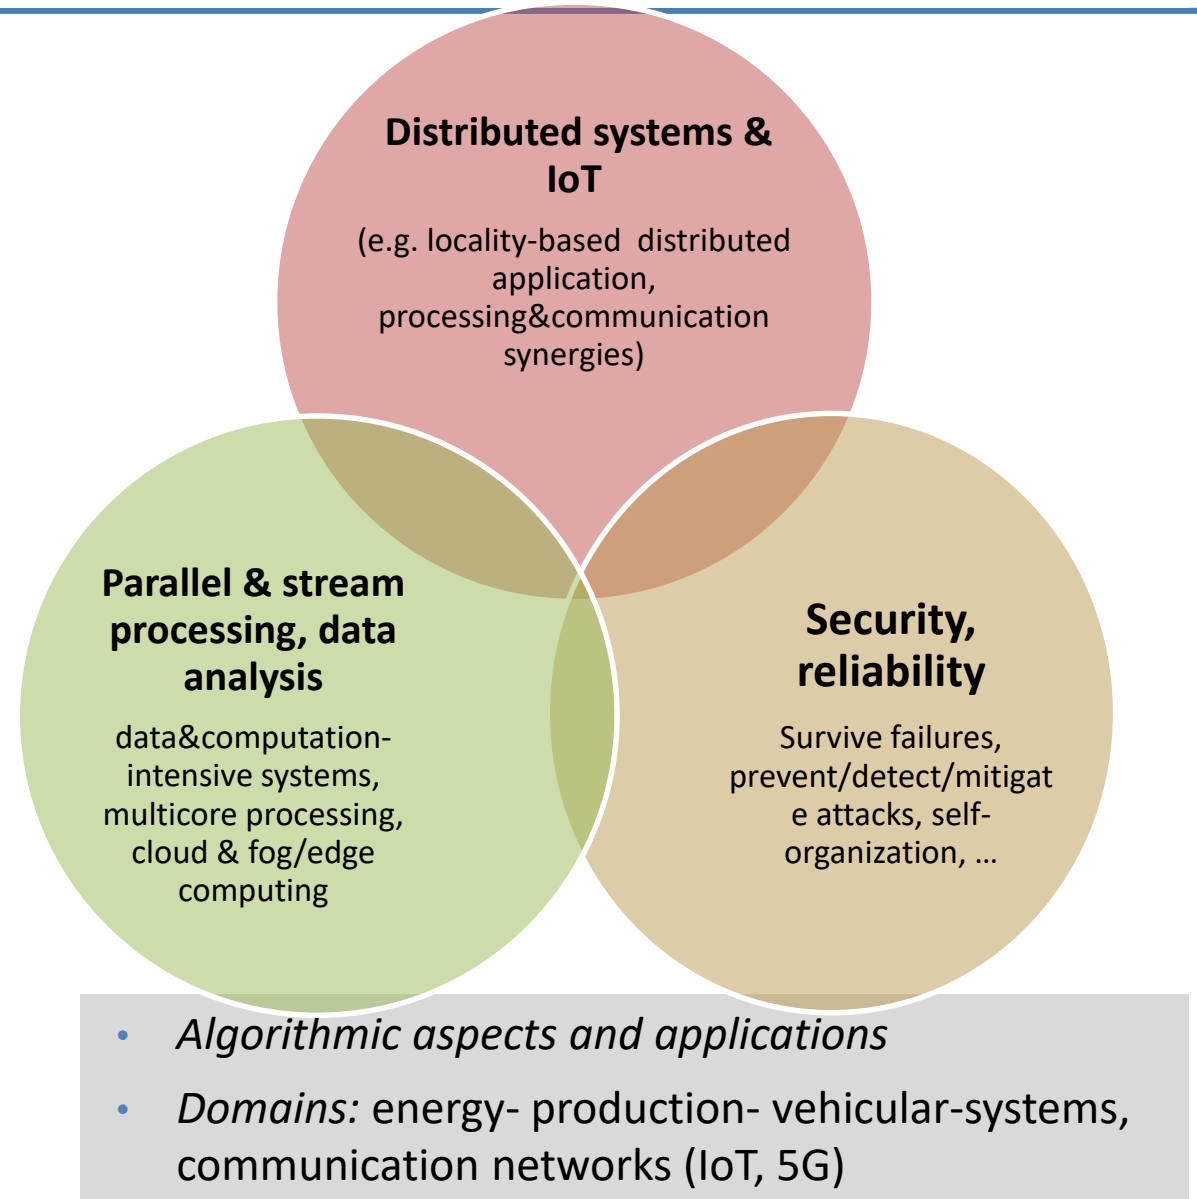 Distributed systems &
IoT
(e.g. locality-based  distributed
application,
processing&communication
synergies)
Parallel & stream
processing, data
analysis
data&computation-
intensive systems,
multicore processing,
cloud & fog/edge
computing
Security,
reliability
Survive failures,
prevent/detect/mitigat
e attacks, self-
organization, …
• Algorithmic aspects and applications
• Domains: energy- production- vehicular-systems,
communication networks (IoT, 5G)